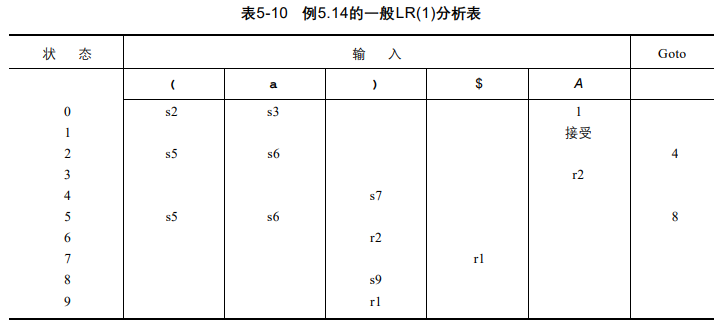 表5-10 例5.14的一般LR(1)分析表
状 态 输 入 Goto
( a ) $ A
0 s2 s3 1
1 接受
2 s5 s6 4
3 r2
4 s7
5 s5 s6 8
6 r2
7 r1
8 s9
9 r1